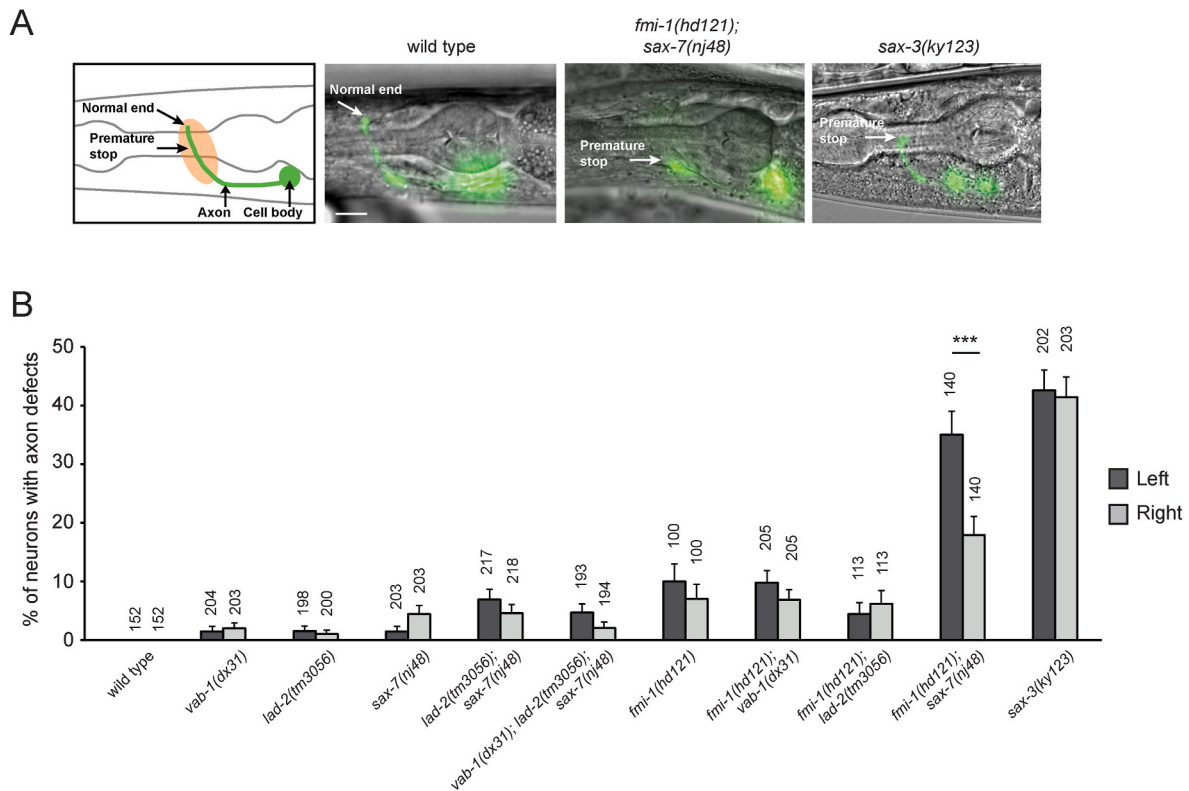 A
wild type
fmi-1(hd121);
sax-7(nj48)
sax-3(ky123)
Normal end
Premature
stop
Axon
Cell body
Normal end
Premature
stop
Premature
stop
B
% of neurons with axon defects
50
40
30
20
10
0
152
152
204
203
198
200
203
203
217
218
193
194
100
100
205
205
113
113
140
***
140
202
203
Left
Right
wild type
vab-1(dx31)
lad-2(tm3056)
sax-7(nj48)
lad-2(tm3056);
sax-7(nj48)
vab-1(dx31); lad-2(tm3056);
sax-7(nj48)
fmi-1(hd121)
fmi-1(hd121);
vab-1(dx31)
fmi-1(hd121);
lad-2(tm3056)
fmi-1(hd121);
sax-7(nj48)
sax-3(ky123)